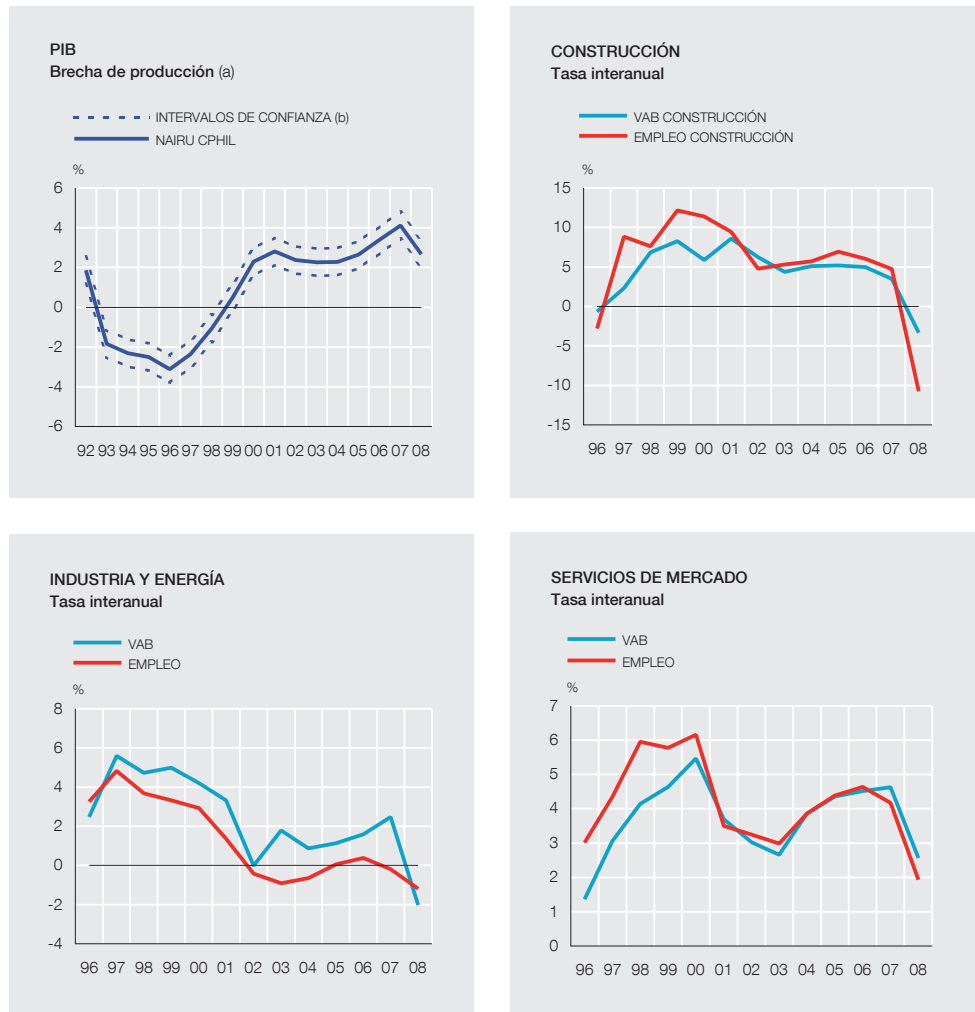 PIB
Brecha de producción (a)
INTERVALOS DE CONFIANZA (b)
NAIRU CPHIL
%
6
4
2
0
-2
-4
-6
92 93 94 95 96 97 98 99 00 01 02 03 04 05 06 07 08
CONSTRUCCIÓN
Tasa interanual
VAB CONSTRUCCIÓN
EMPLEO CONSTRUCCIÓN
%
15
10
5
0
-5
-10
-15
96 97 98 99 00 01 02 03 04 05 06 07 08
INDUSTRIA Y ENERGÍA
Tasa interanual
VAB
EMPLEO
%
8
6
4
2
0
-2
-4
96 97 98 99 00 01 02 03 04 05 06 07 08
SERVICIOS DE MERCADO
Tasa interanual
VAB
EMPLEO
%
7
6
5
4
3
2
1
0
96 97 98 99 00 01 02 03 04 05 06 07 08